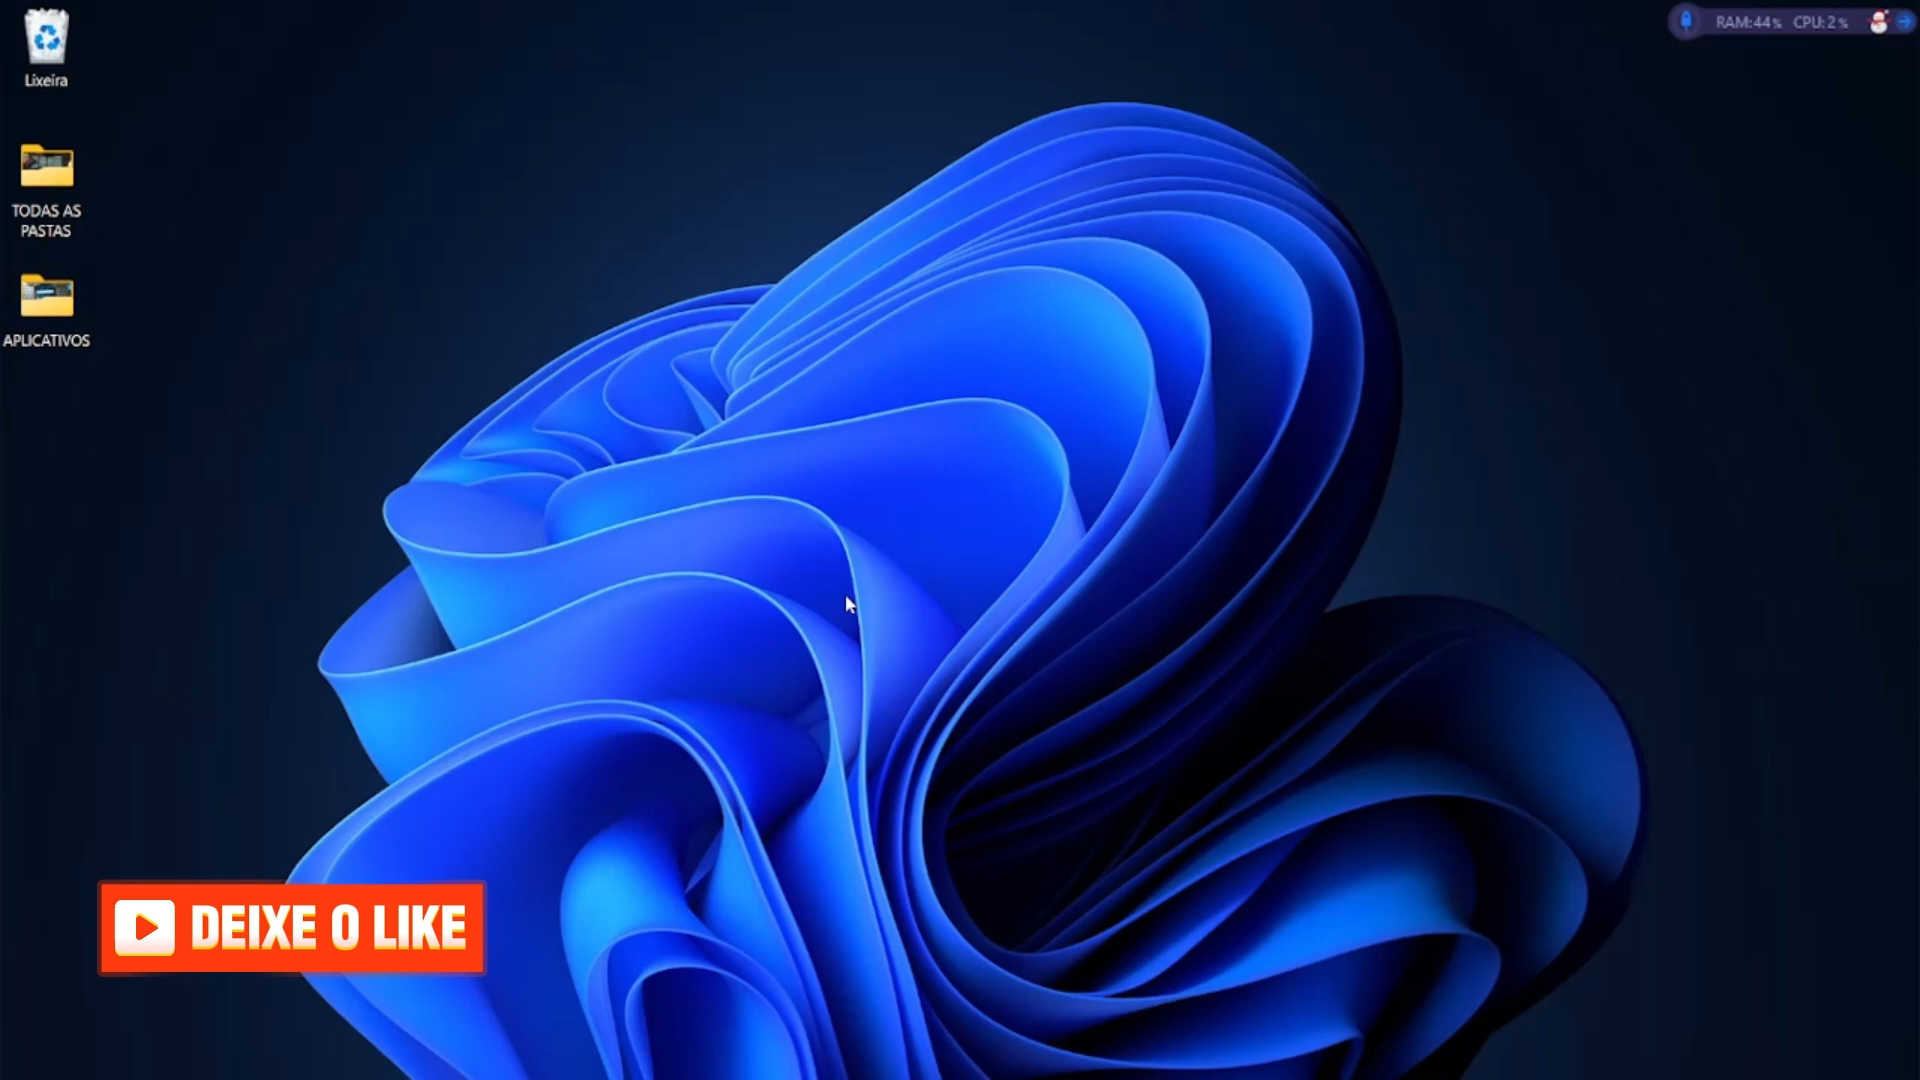 Lixeira
RAM:44% CPU: 2%
TODAS AS
PASTAS
APLICATIVOS
DEIXE O LIKE